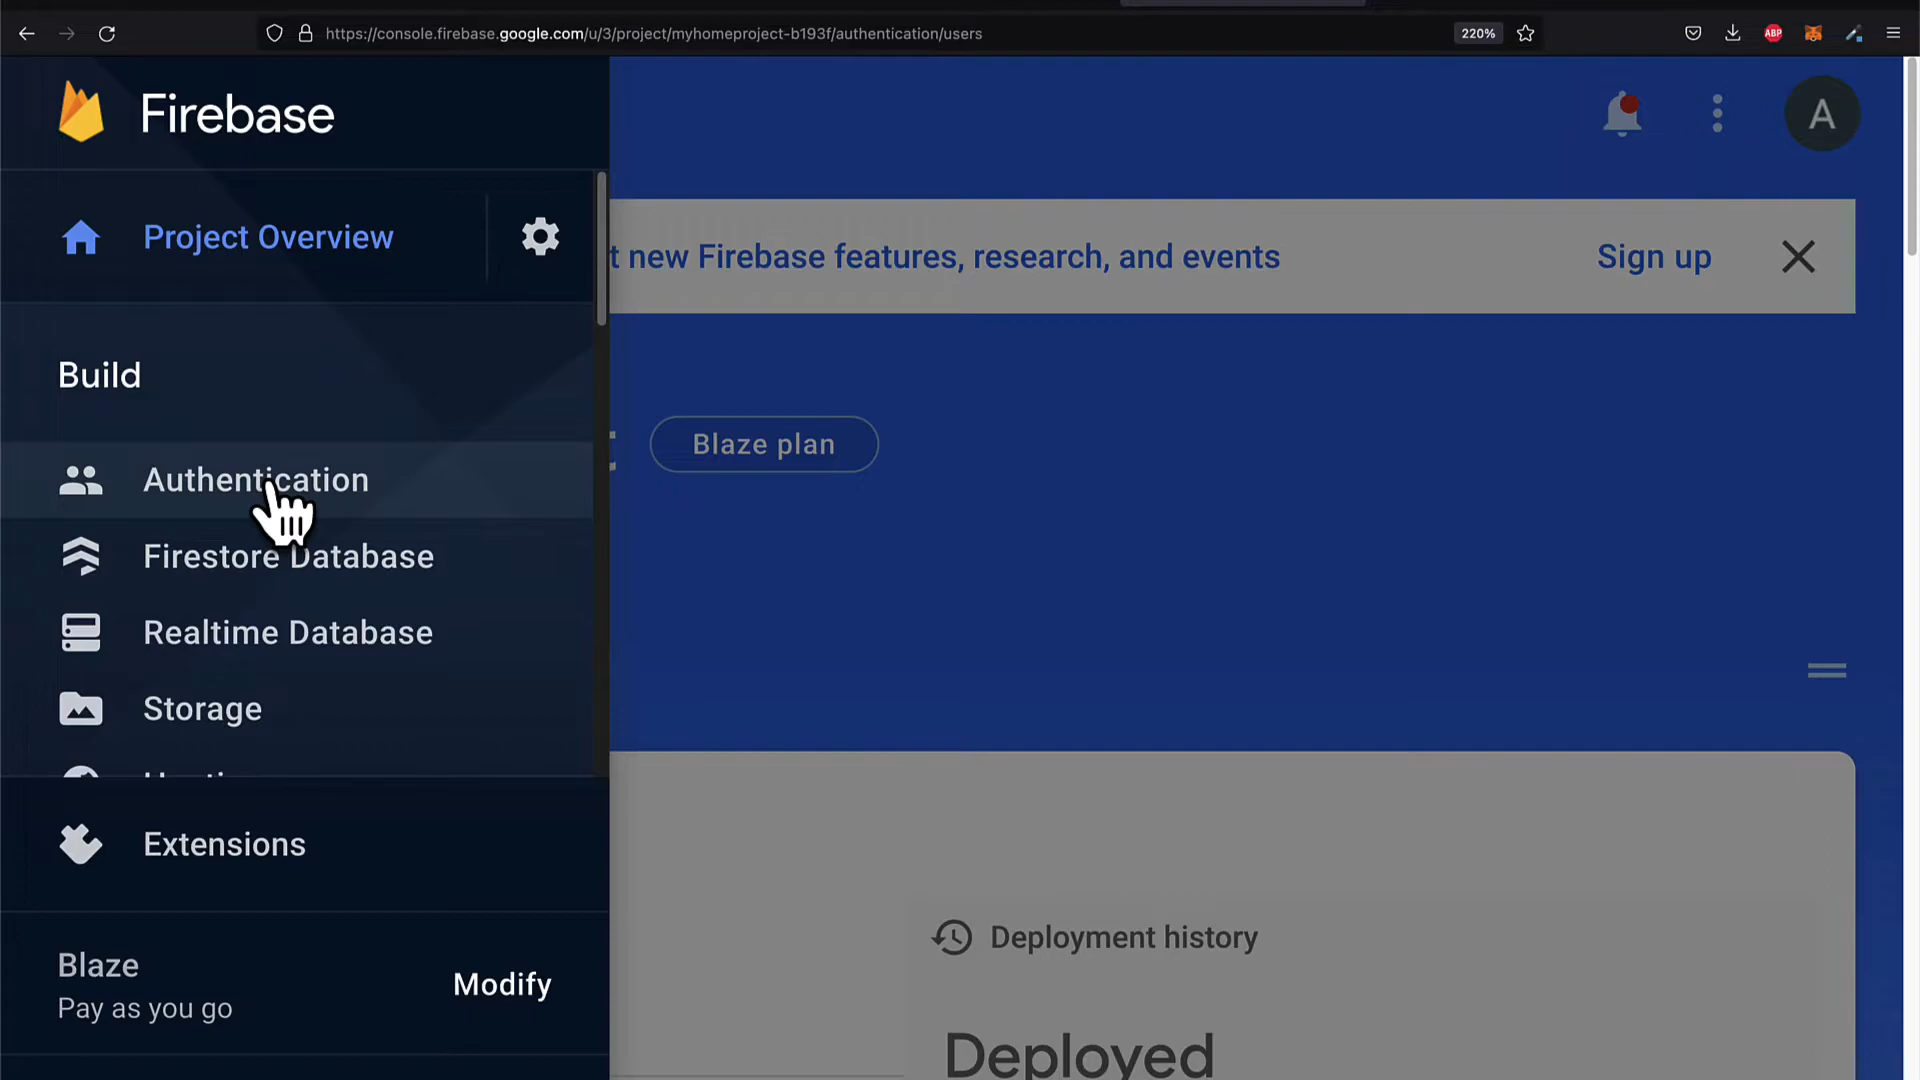 https://console.firebase.google.com/u/3/project/myhomeproject-b193f/authentication/users
220%
ABP
Firebase
A
Project Overview
t new Firebase features, research, and events
Sign up
Build
Blaze plan
Authentication
Firestore Database
Realtime Database
Storage
Extensions
Deployment history
Blaze
Modify
Pay as you go
Deployed